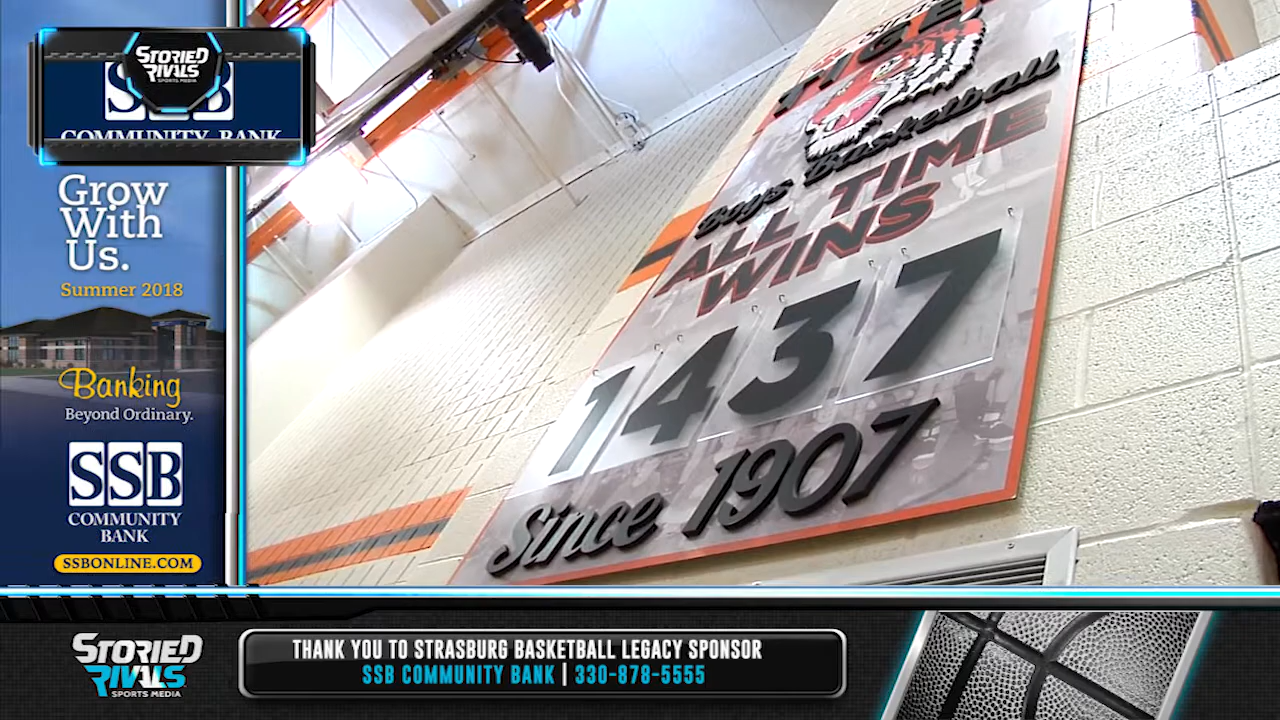 STORIED
RIVALS
SPORTS MEDIA
COMMUNITY BANK
Grow
With
Us.
Summer 2018
Banking
Beyond Ordinary.
SSB
COMMUNITY
BANK
SSBONLINE.COM
Boys Basketball
ALL TIME
WINS
1437
Since 1907
STORIED
RIVALS
SPORTS MEDIA
THANK YOU TO STRASBURG BASKETBALL LEGACY SPONSOR
SSB COMMUNITY BANK | 330-878-5555